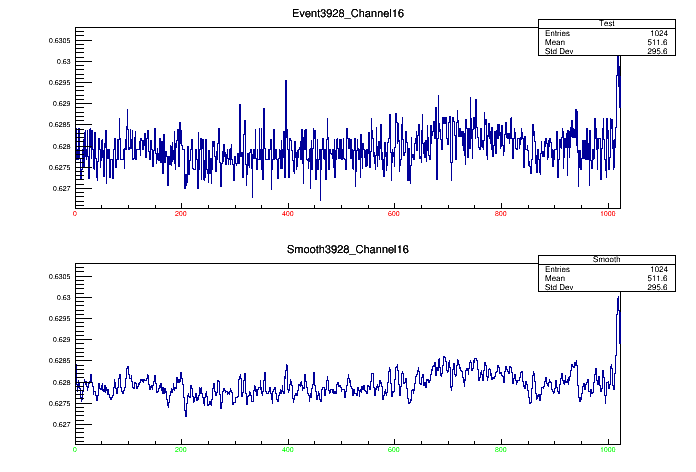 Event3928_Channel16
Test
Entries 1024
Mean 511.6
Std Dev 295.6
0.6305
0.63
0.6295
0.629
0.6285
0.628
0.6275
0.627
0 200 400 600 800 1000
Smooth3928_Channel16
Smooth
Entries 1024
Mean 511.6
Std Dev 295.6
0.6305
0.63
0.6295
0.629
0.6285
0.628
0.6275
0.627
0 200 400 600 800 1000